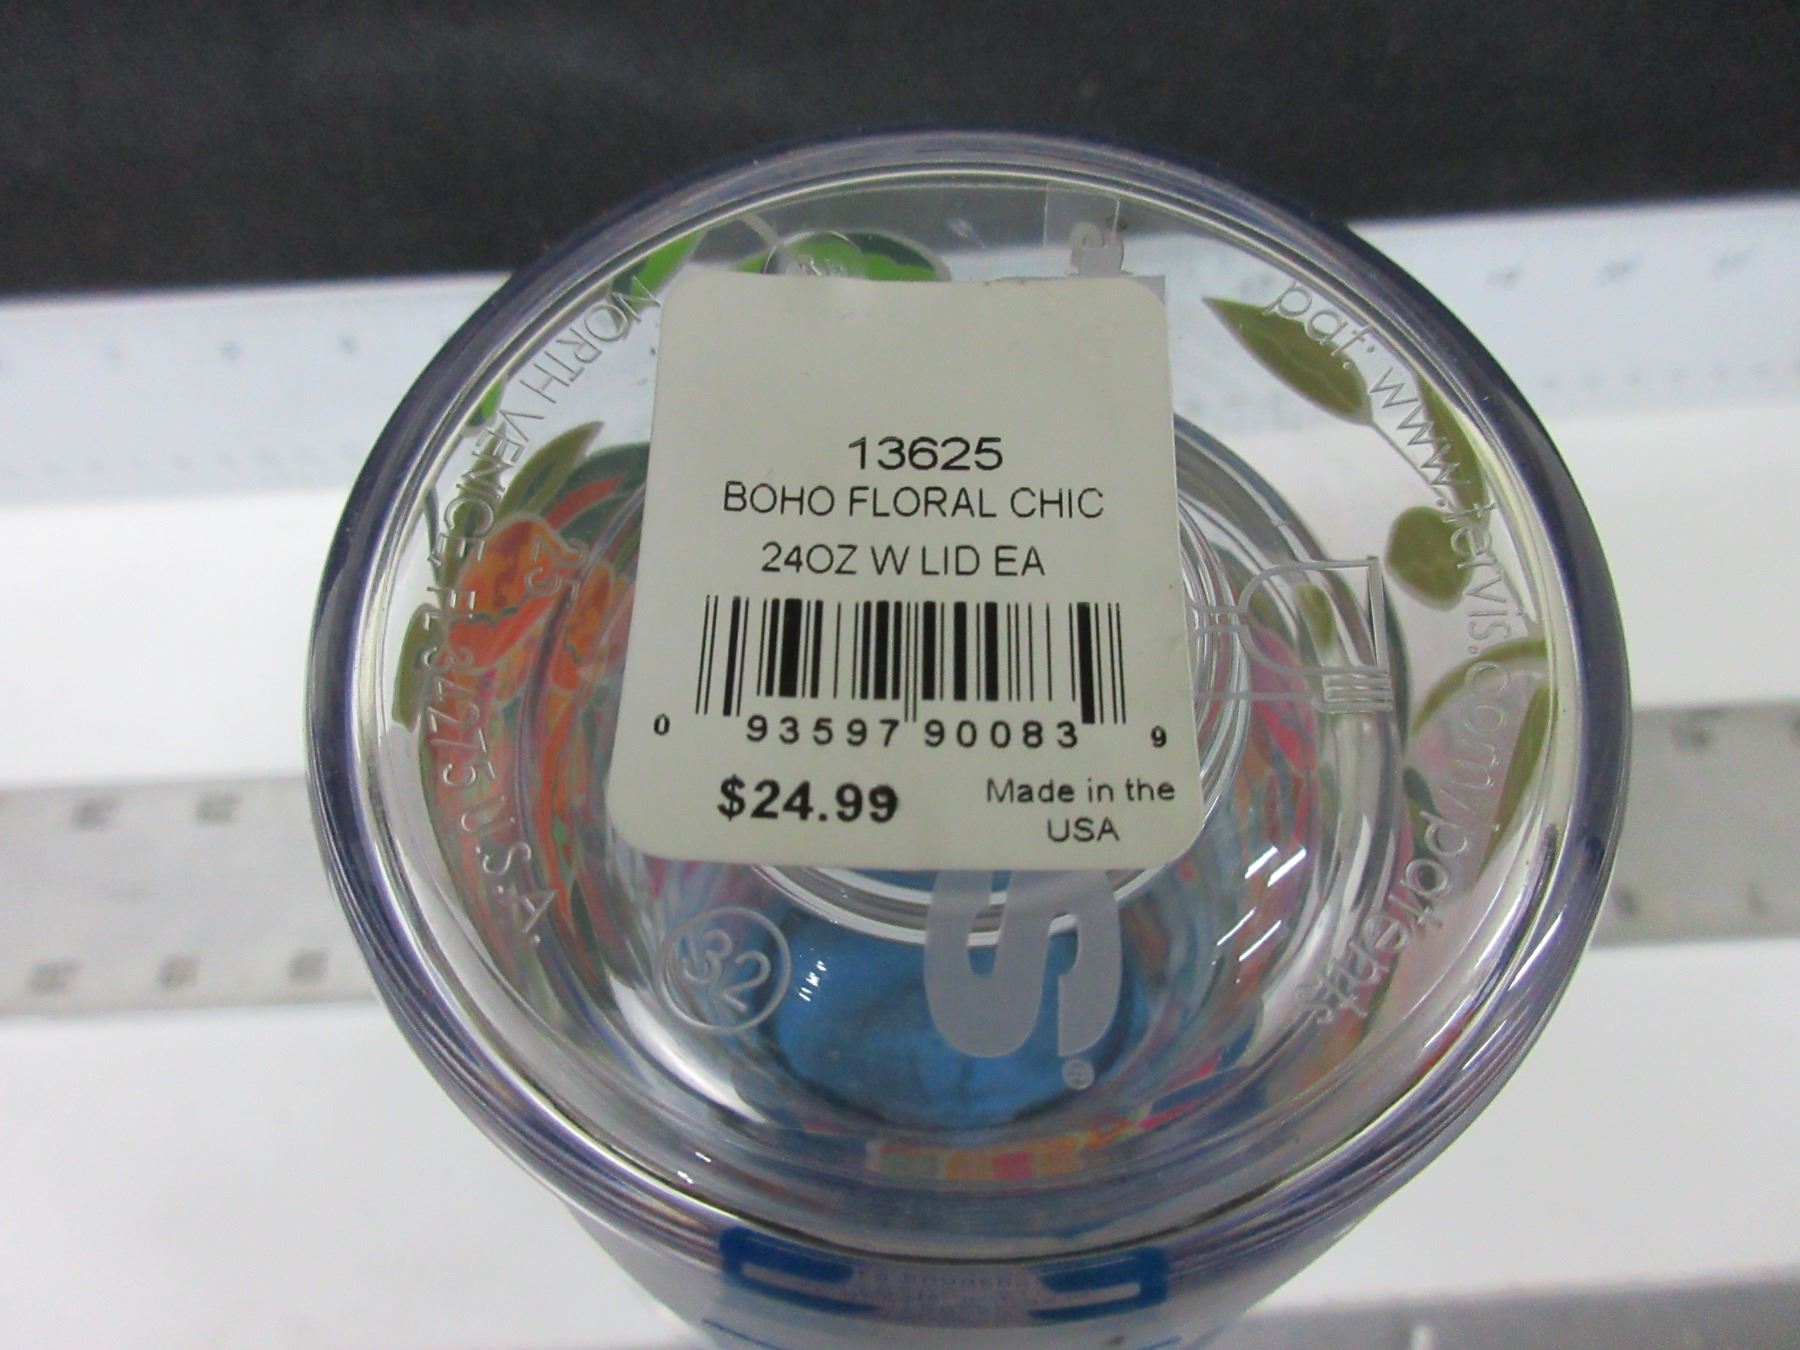 13625
BOHO FLORAL CHIC
24OZ W LID EA
0 93597 90083 9
$24.99
Made in the
USA
NORTH VENICE FL 34275 U.S.A.
pat: www.tervis.com/patents
32
S®